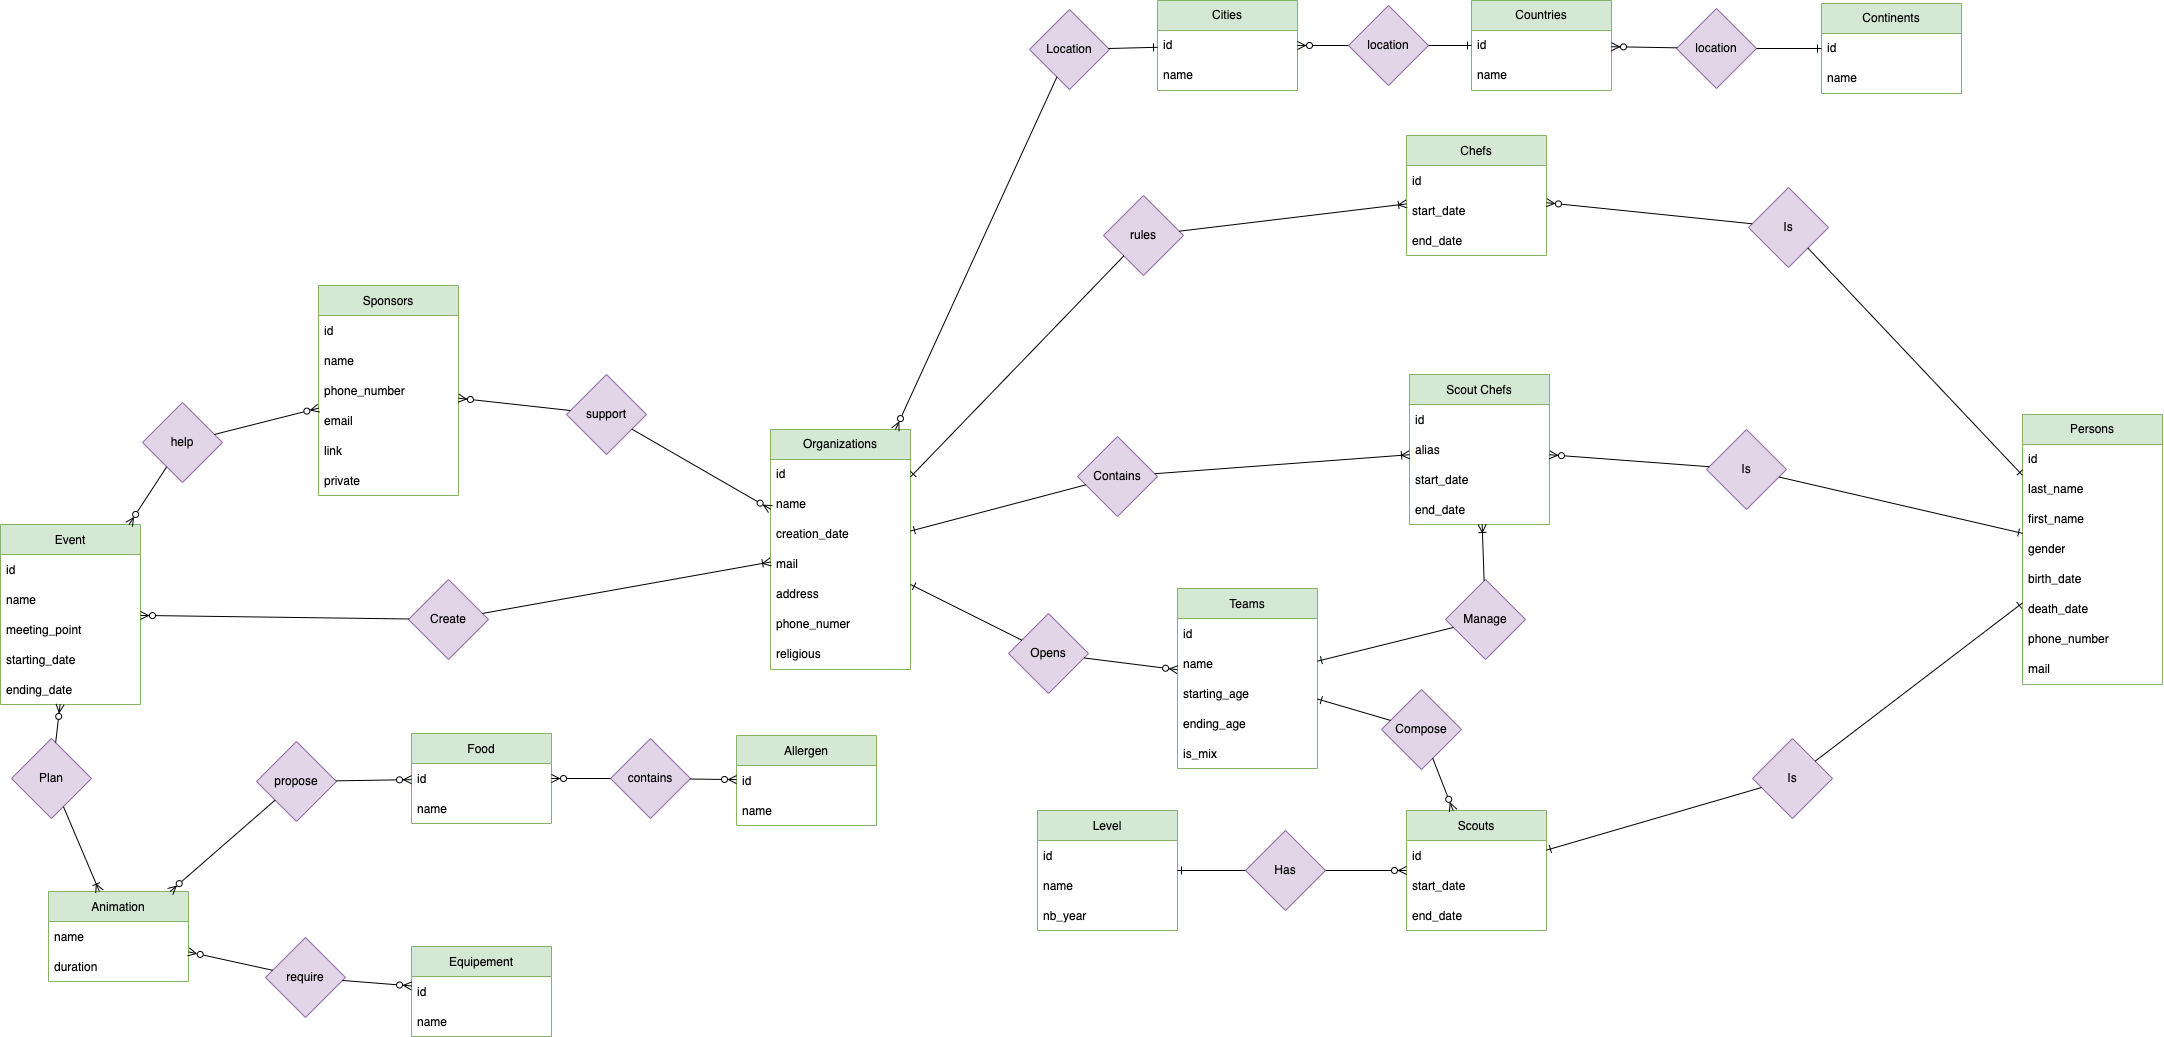 Cities
id
name
location
Countries
id
name
location
Continents
id
name
Location
Chefs
id
start_date
end_date
rules
Is
Sponsors
id
name
phone_number
email
link
private
help
support
Scout Chefs
id
alias
start_date
end_date
Contains
Is
Organizations
id
name
creation_date
mail
address
phone_numer
religious
Persons
id
last_name
first_name
gender
birth_date
death_date
phone_number
mail
Event
id
name
meeting_point
starting_date
ending_date
Create
Opens
Teams
id
name
starting_age
ending_age
is_mix
Manage
Compose
Is
Plan
propose
Food
id
name
contains
Allergen
id
name
Level
id
name
nb_year
Has
Scouts
id
start_date
end_date
Animation
name
duration
require
Equipement
id
name